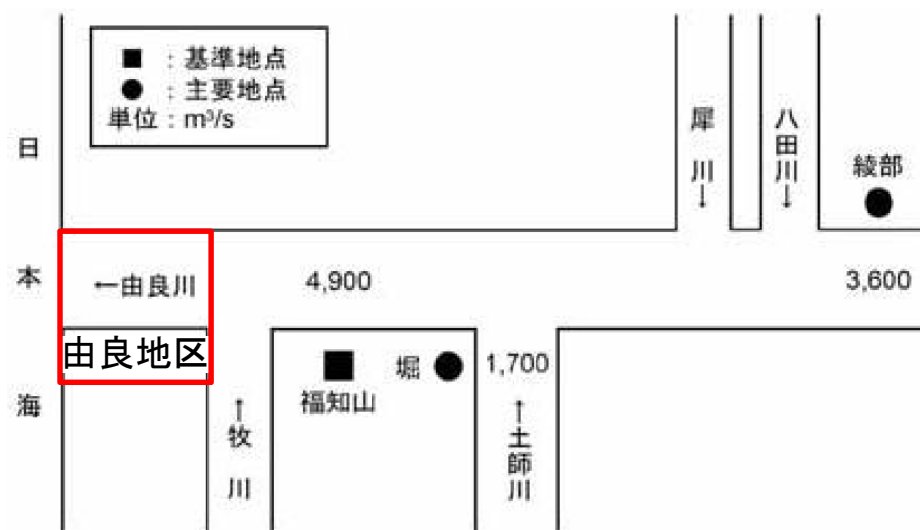 ■ : 基準地点
● : 主要地点
単位 : m³/s
日本海
犀川↓
八田川↓
綾部
←由良川
4,900
3,600
由良地区
福知山
堀
1,700
↑牧川
↑土師川